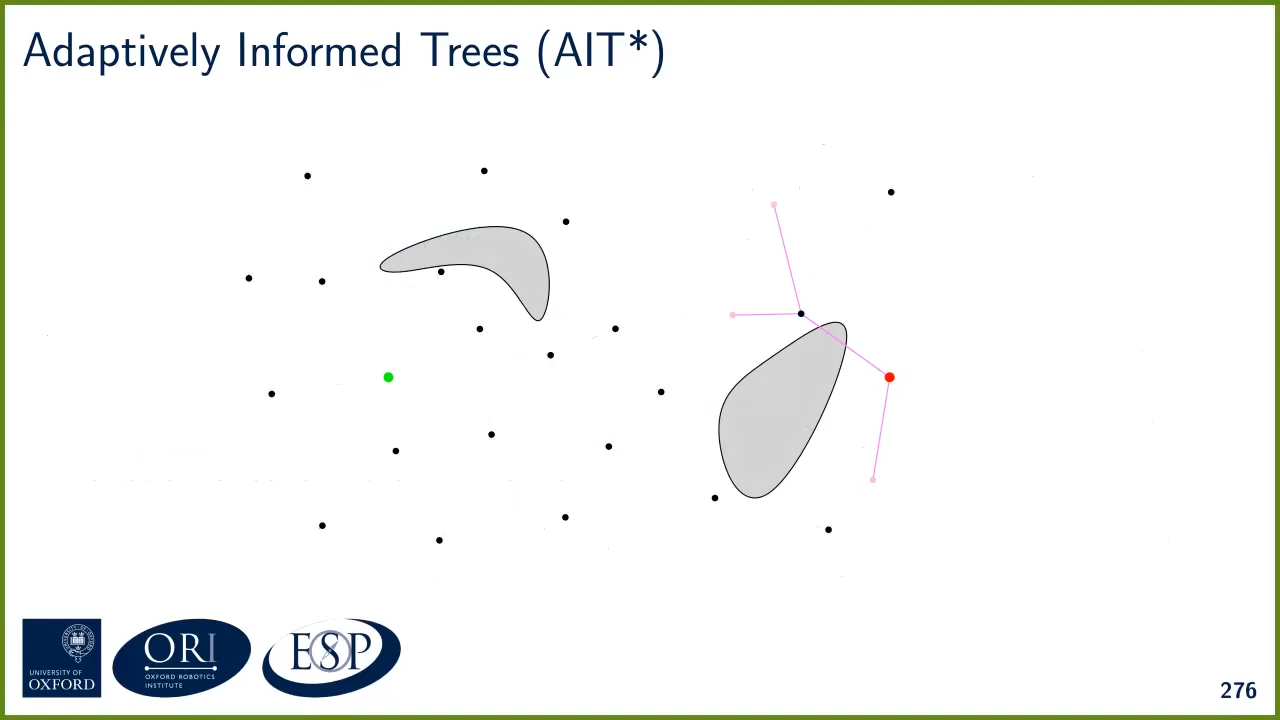 Adaptively Informed Trees (AIT*)
UNIVERSITY OF
OXFORD
ORI
OXFORD ROBOTICS
INSTITUTE
ESP
276